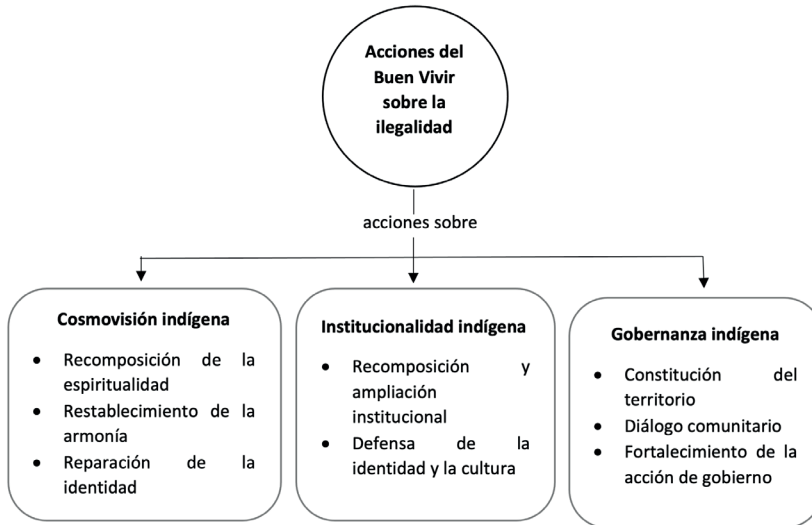 Acciones del
Buen Vivir
sobre la
ilegalidad
acciones sobre
Cosmovisión indígena
• Recomposición de la
espiritualidad
• Restablecimiento de la
armonía
• Reparación de la
identidad
Institucionalidad indígena
• Recomposición y
ampliación
institucional
• Defensa de la
identidad y la cultura
Gobernanza indígena
• Constitución del
territorio
• Diálogo comunitario
• Fortalecimiento de la
acción de gobierno